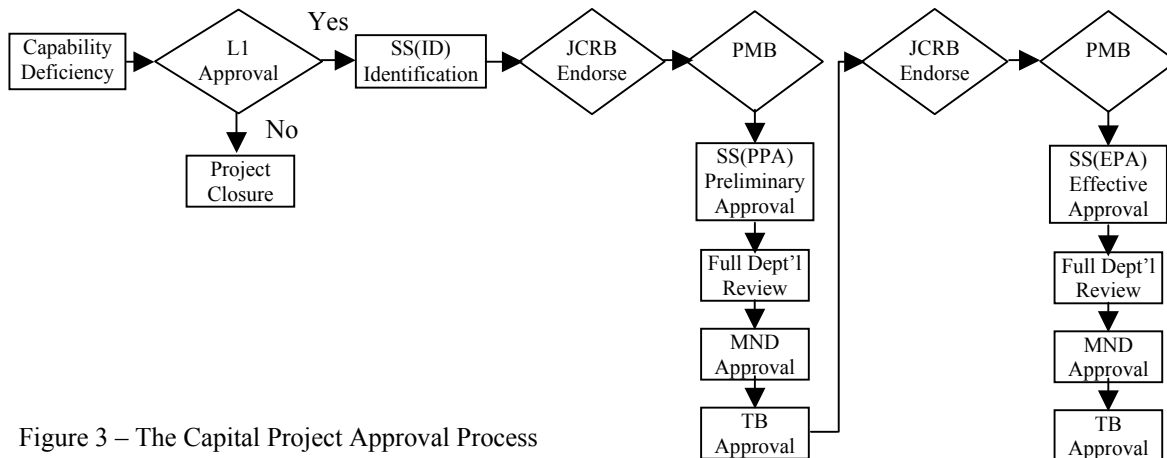 Capability
Deficiency
L1
Approval
Yes
No
Project
Closure
SS(ID)
Identification
JCRB
Endorse
PMB
SS(PPA)
Preliminary
Approval
Full Dept'l
Review
MND
Approval
TB
Approval
JCRB
Endorse
PMB
SS(EPA)
Effective
Approval
Full Dept'l
Review
MND
Approval
TB
Approval
Figure 3 – The Capital Project Approval Process